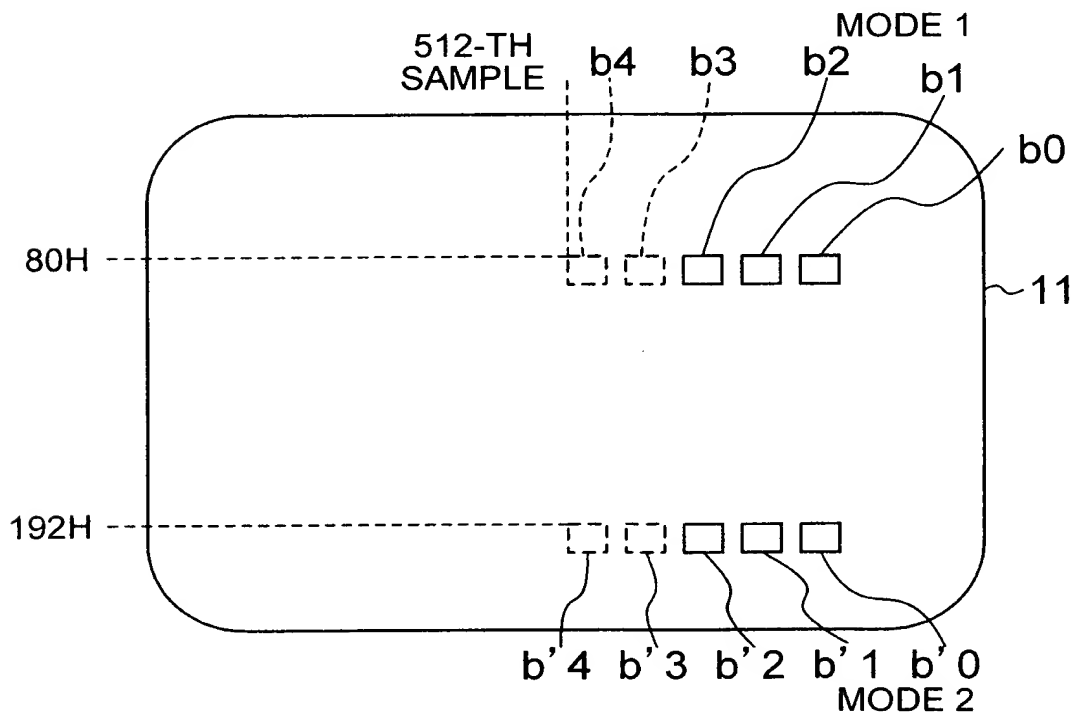 MODE 1
512-TH
SAMPLE
b4 b3 b2 b1 b0
80H
11
192H
b'4 b'3 b'2 b'1 b'0
MODE 2